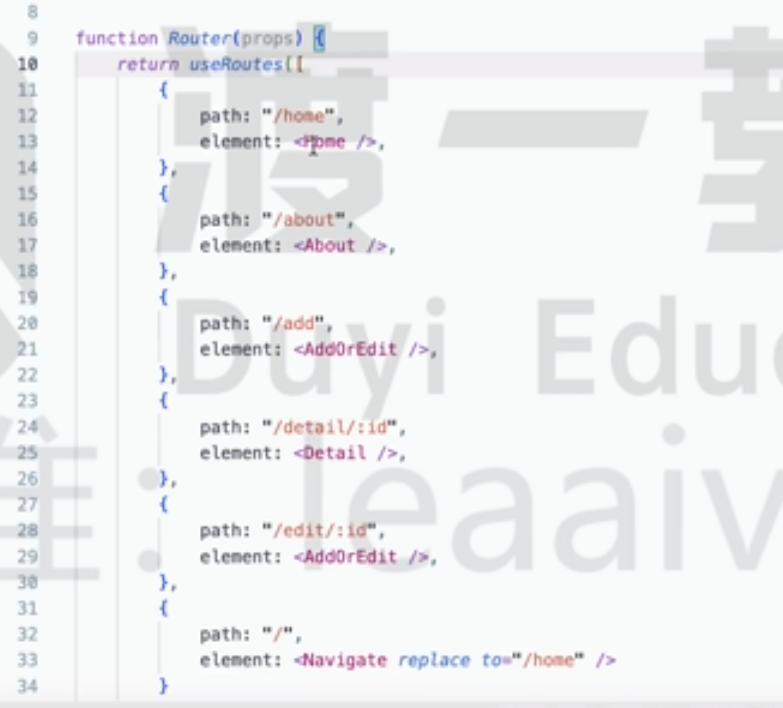 8
9 function Router(props) {
10 return useRoutes([
11 {
12 path: "/home",
13 element: <Home />,
14 },
15 {
16 path: "/about",
17 element: <About />,
18 },
19 {
20 path: "/add",
21 element: <AddOrEdit />,
22 },
23 {
24 path: "/detail/:id",
25 element: <Detail />,
26 },
27 {
28 path: "/edit/:id",
29 element: <AddOrEdit />,
30 },
31 {
32 path: "/",
33 element: <Navigate replace to="/home" />
34 }
渡一
Duyi Educ
leaaiv